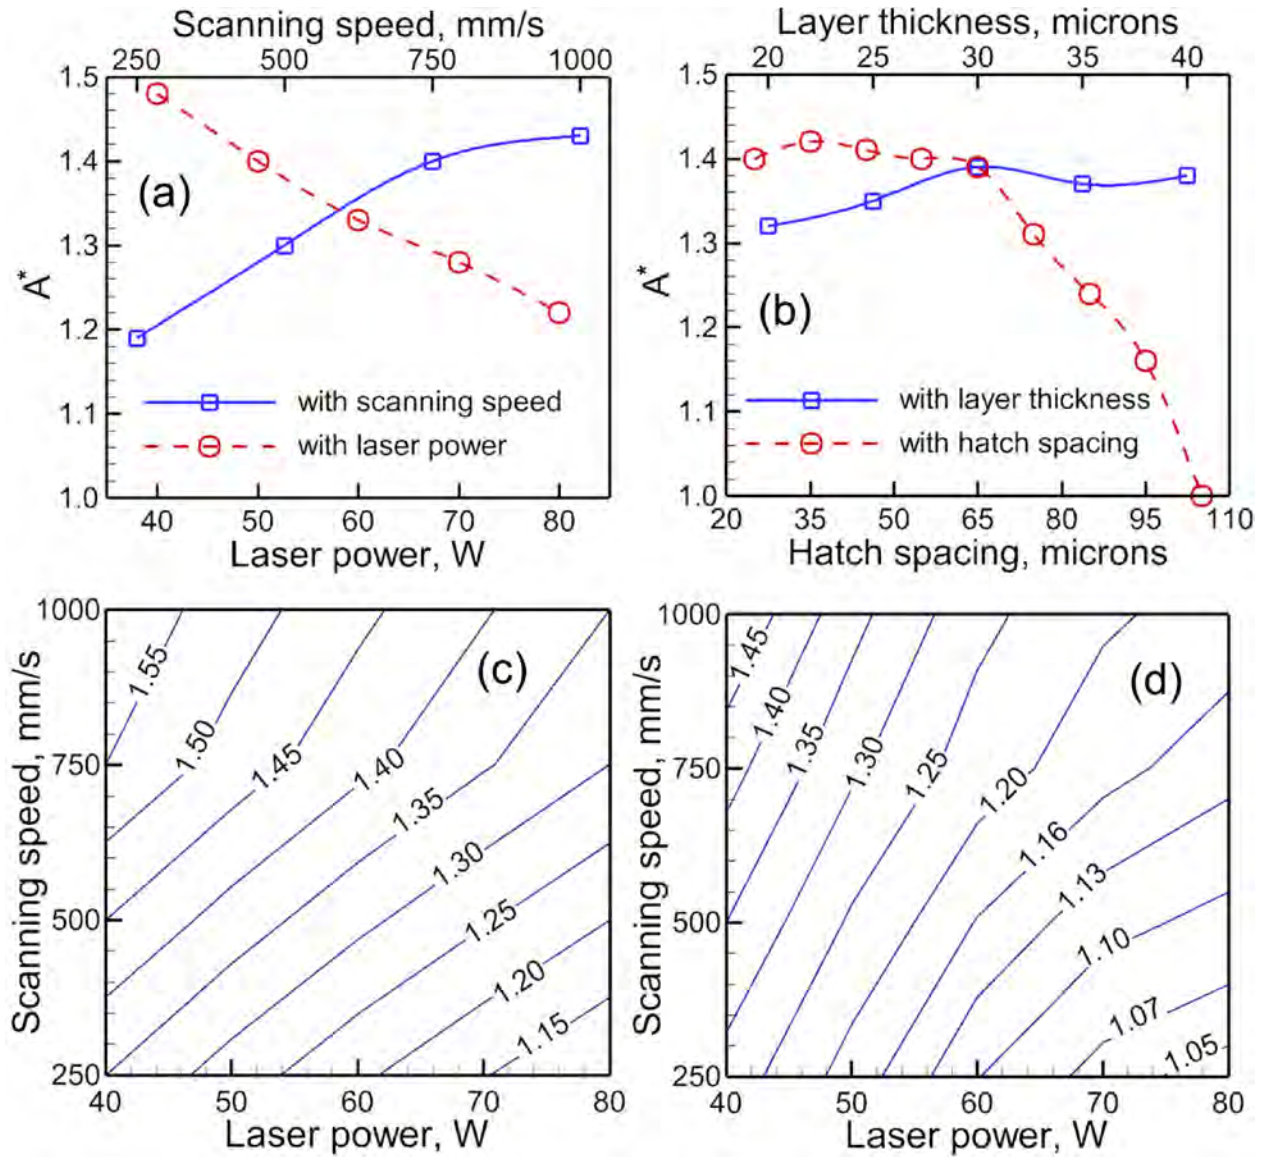 Scanning speed, mm/s
250 500 750 1000
1.5
1.4
1.3
1.2
1.1
1.0
A*
(a)
with scanning speed
with laser power
40 50 60 70 80
Laser power, W
Layer thickness, microns
20 25 30 35 40
1.5
1.4
1.3
1.2
1.1
1.0
A*
(b)
with layer thickness
with hatch spacing
20 35 50 65 80 95 110
Hatch spacing, microns
1000
750
500
250
Scanning speed, mm/s
(c)
1.55
1.50
1.45
1.40
1.35
1.30
1.25
1.20
1.15
40 50 60 70 80
Laser power, W
1000
750
500
250
Scanning speed, mm/s
(d)
1.45
1.40
1.35
1.30
1.25
1.20
1.16
1.13
1.10
1.07
1.05
40 50 60 70 80
Laser power, W